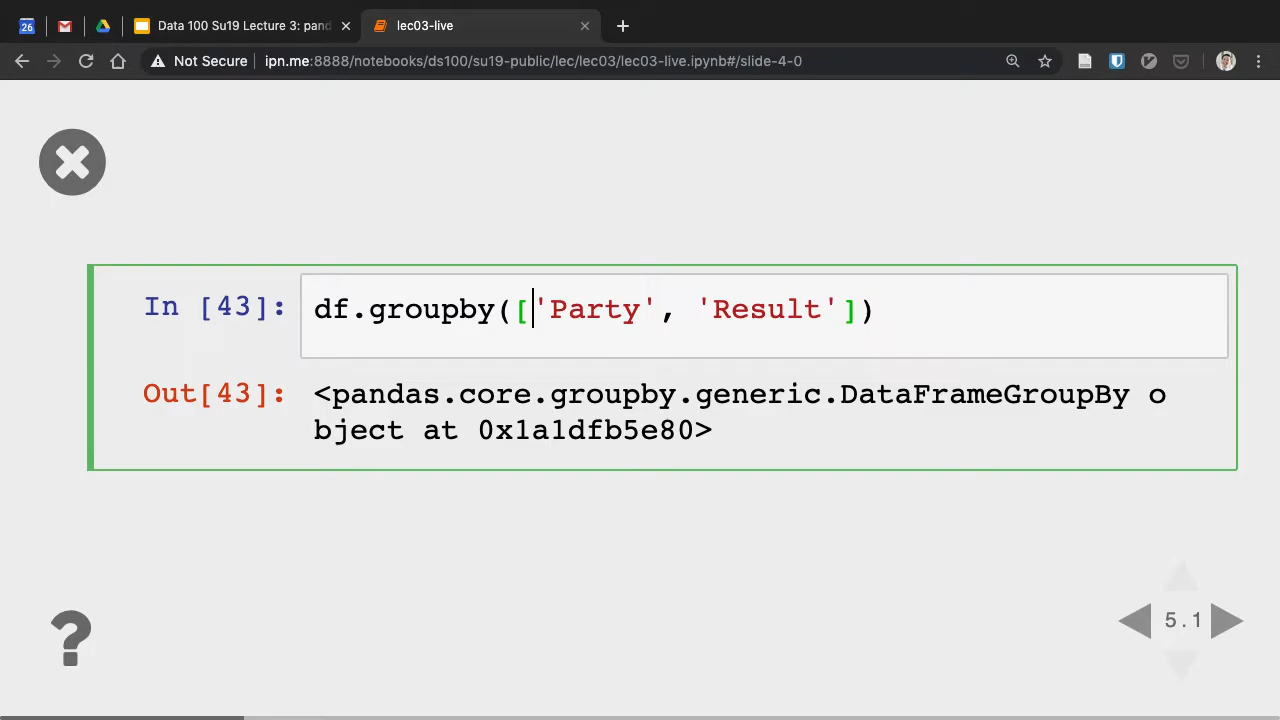 26
Data 100 Su19 Lecture 3: pand
lec03-live
Not Secure
ipn.me:8888/notebooks/ds100/su19-public/lec/lec03/lec03-live.ipynb#/slide-4-0
In [43]:
df.groupby(['Party', 'Result'])
Out[43]:
<pandas.core.groupby.generic.DataFrameGroupBy o
bject at 0x1a1dfb5e80>
?
5.1